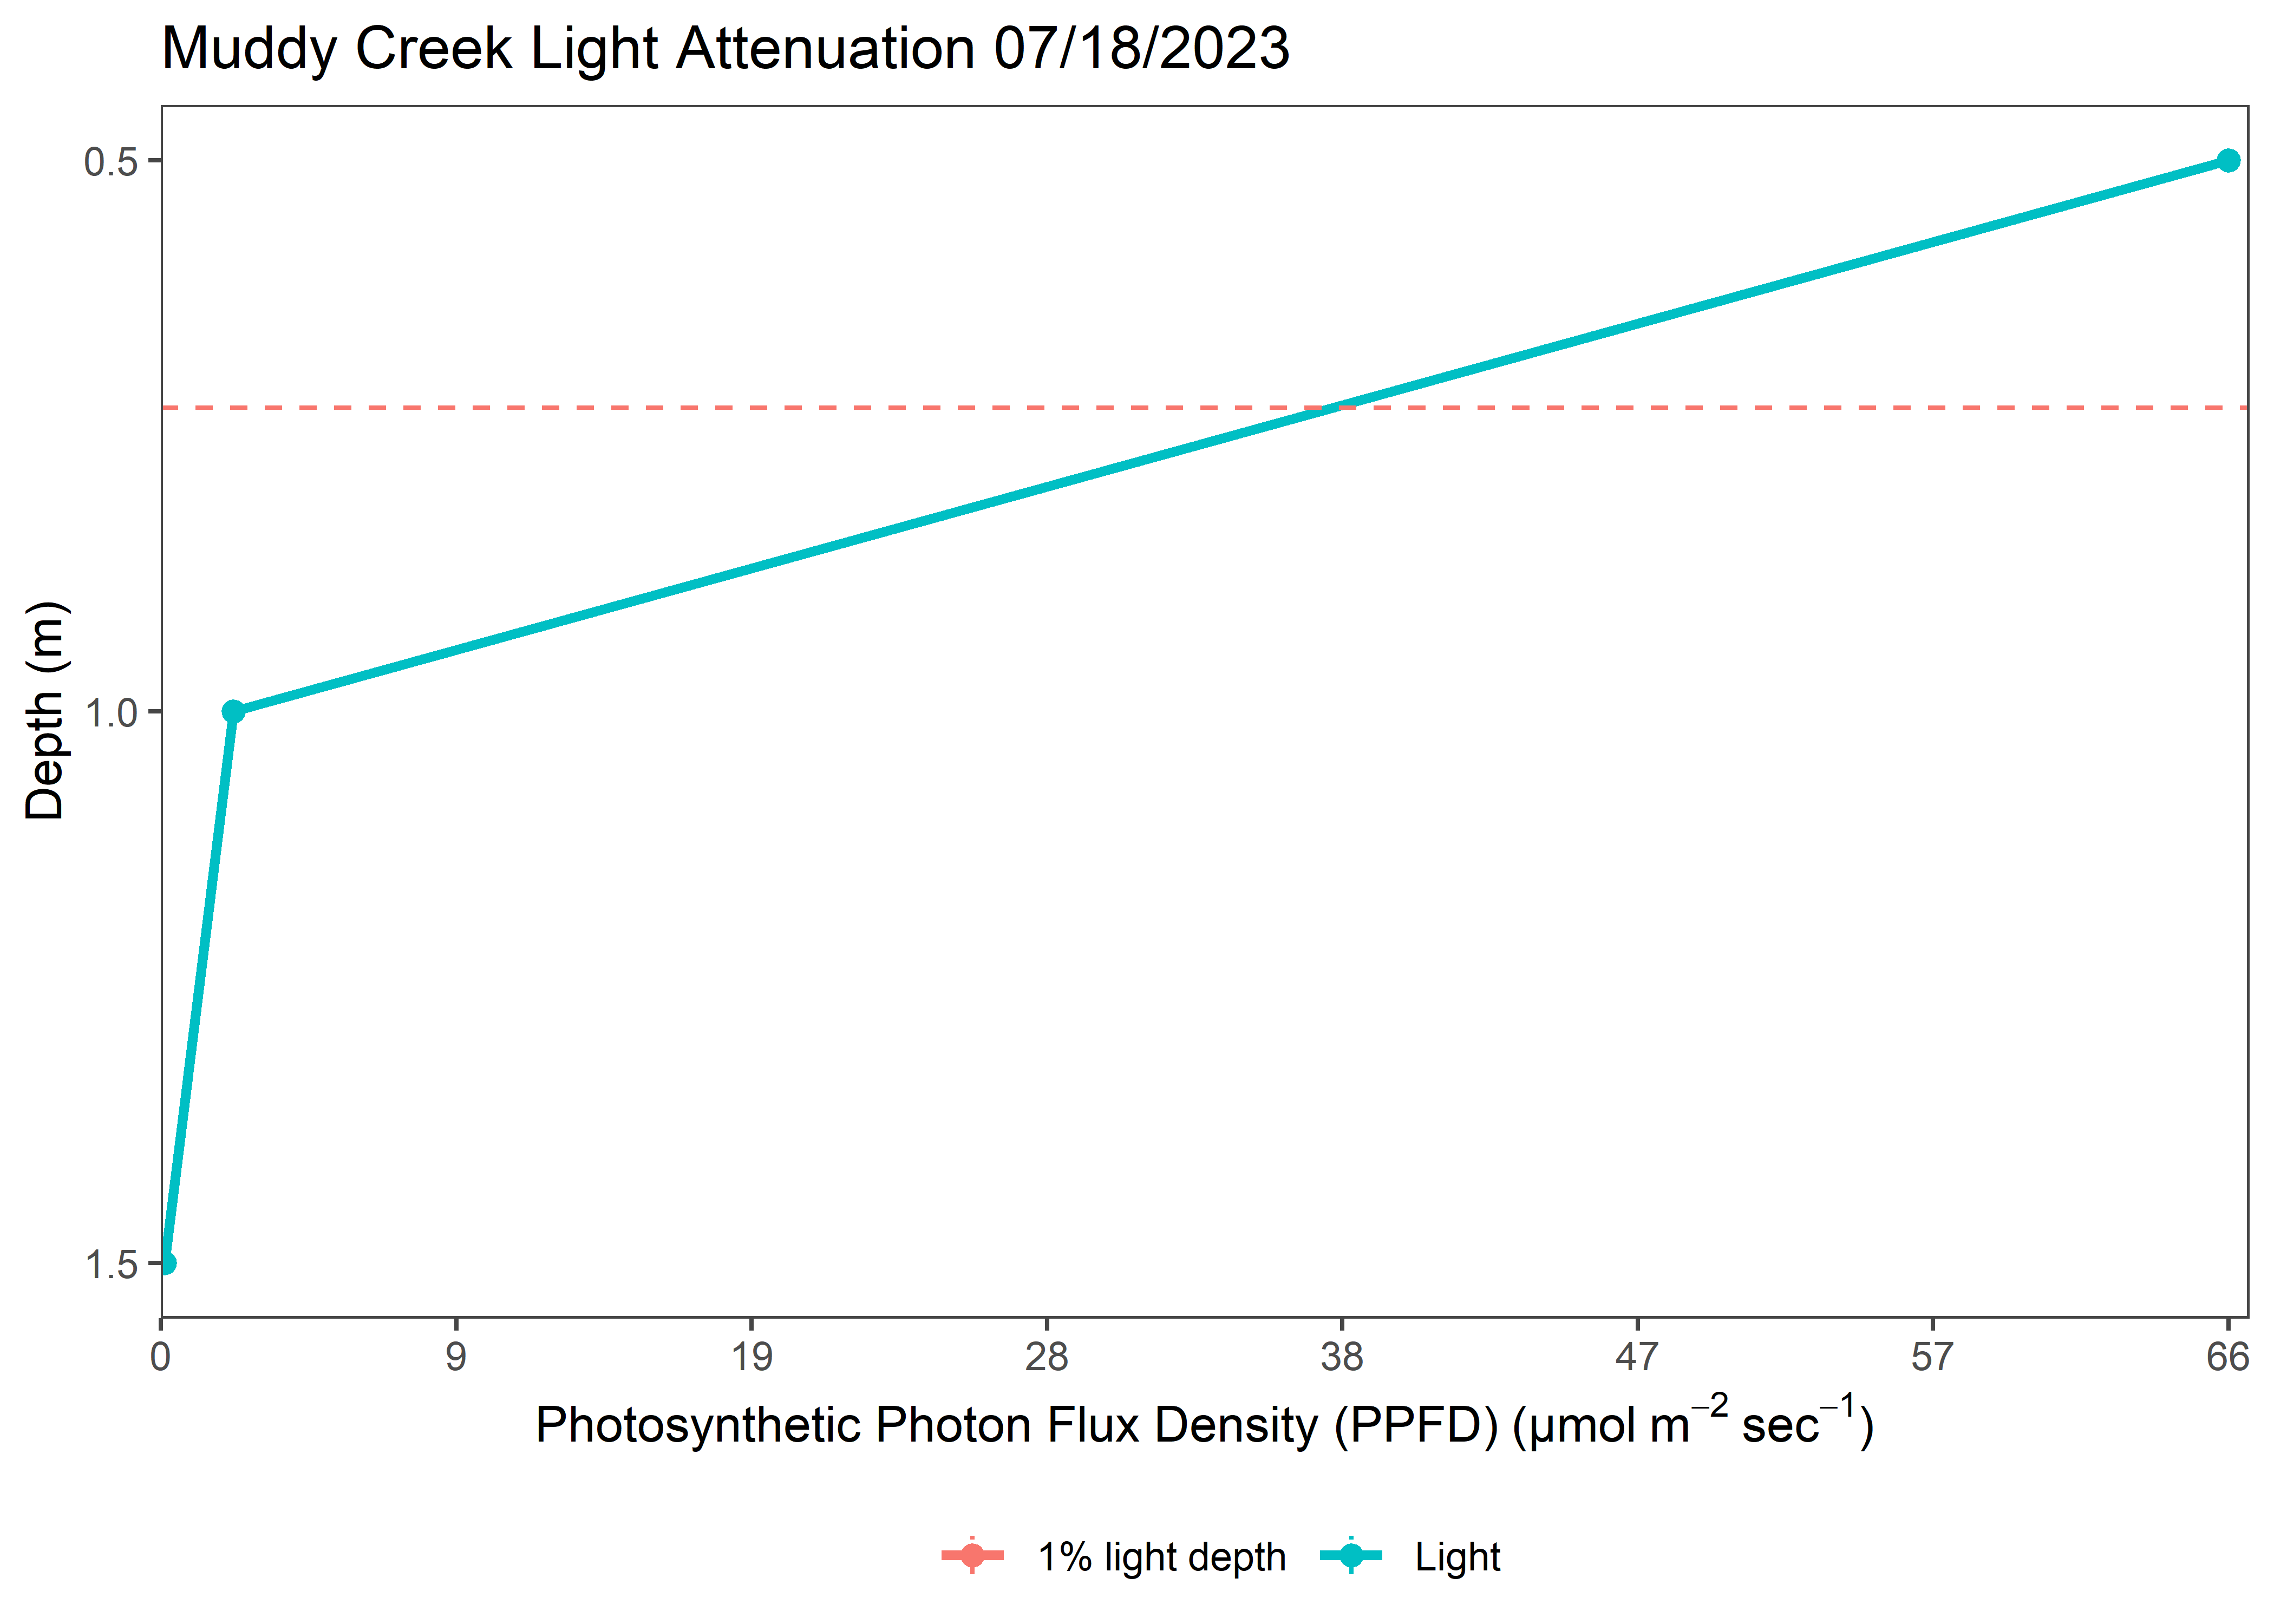 Muddy Creek Light Attenuation 07/18/2023
0.5
1.0
1.5
Depth (m)
0 9 19 28 38 47 57 66
Photosynthetic Photon Flux Density (PPFD) (µmol m⁻² sec⁻¹)
1% light depth Light